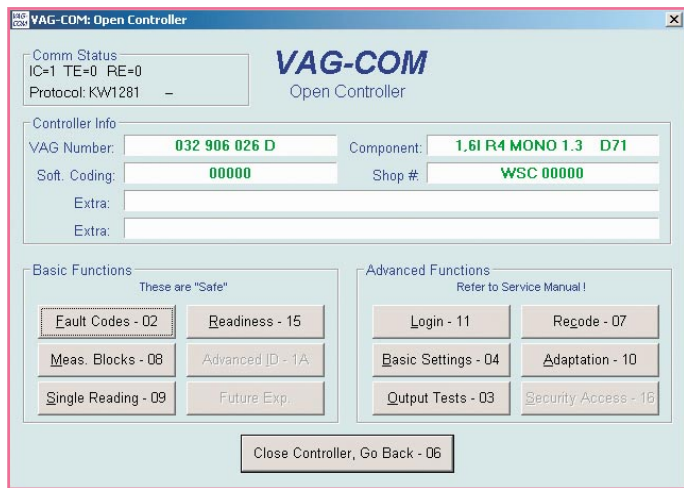 VAG-COM: Open Controller
Comm Status
IC=1 TE=0 RE=0
Protocol: KW1281 –
VAG-COM
Open Controller
Controller Info
VAG Number: 032 906 026 D Component: 1,6l R4 MONO 1.3 D71
Soft. Coding: 00000 Shop #: WSC 00000
Extra:
Extra:
Basic Functions
These are "Safe"
Fault Codes - 02 Readiness - 15
Meas. Blocks - 08 Advanced ID - 1A
Single Reading - 09 Future Exp.
Advanced Functions
Refer to Service Manual !
Login - 11 Recode - 07
Basic Settings - 04 Adaptation - 10
Output Tests - 03 Security Access - 16
Close Controller, Go Back - 06